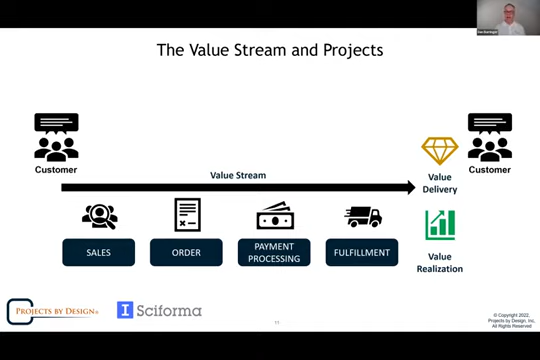 The Value Stream and Projects
Customer
Value Stream
Value
Delivery
Customer
SALES
ORDER
PAYMENT
PROCESSING
FULFILLMENT
Value
Realization
PROJECTS BY DESIGN®
Sciforma
© Copyright 2022,
Projects by Design, Inc.
All Rights Reserved